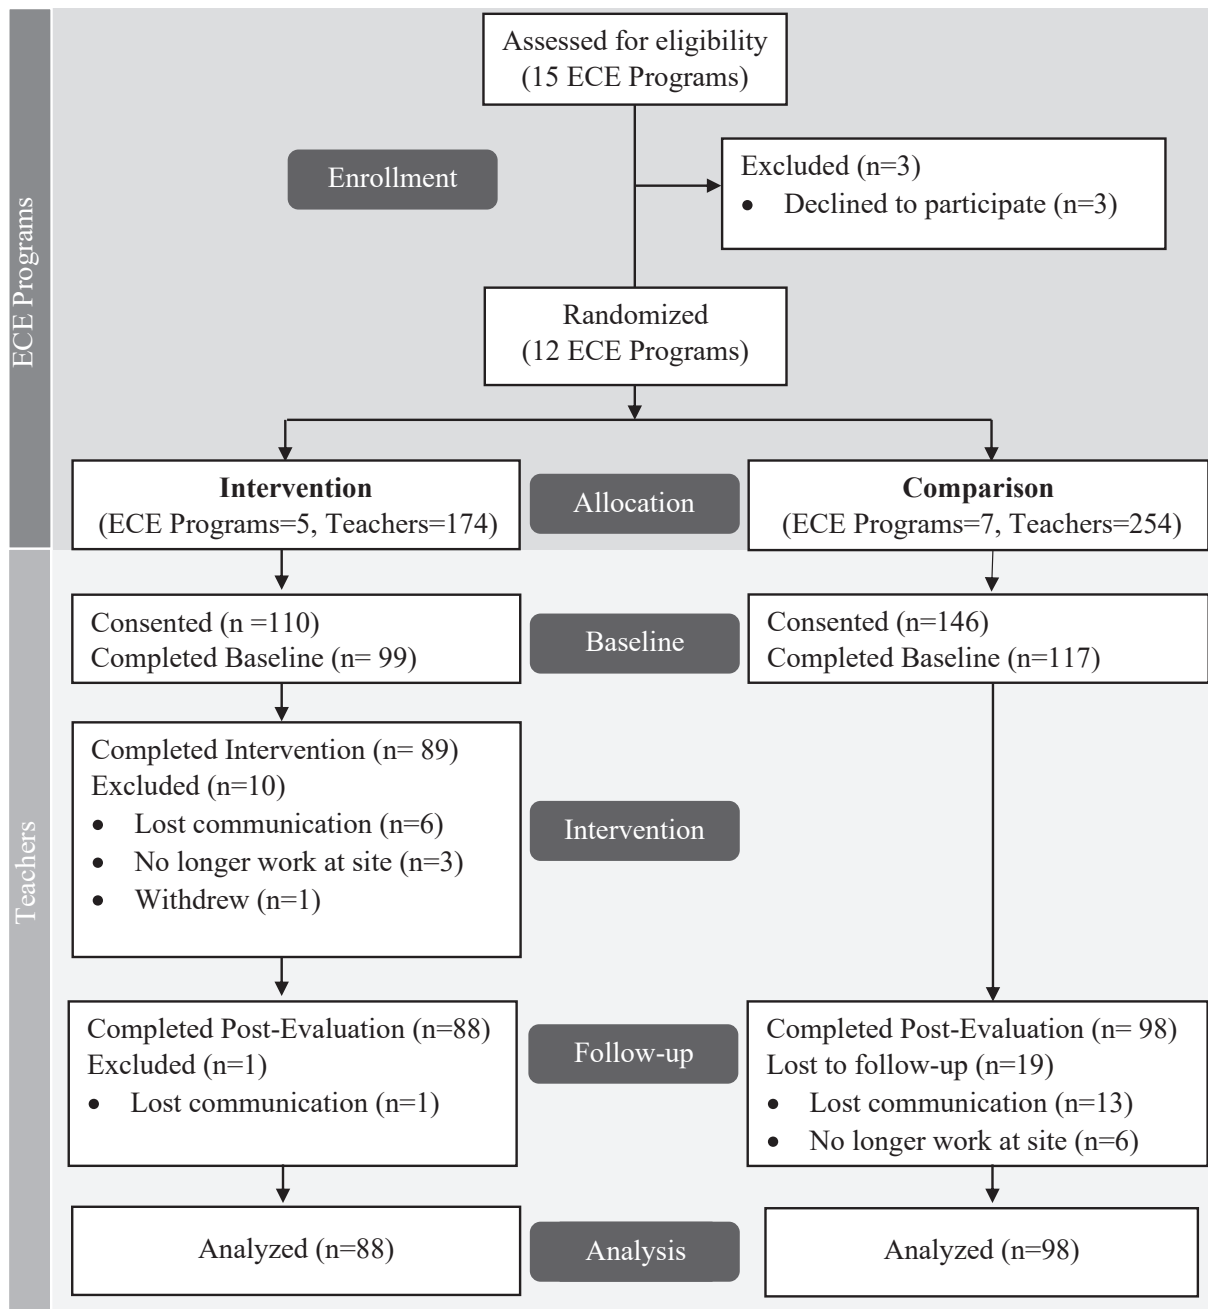 Assessed for eligibility
(15 ECE Programs)
Enrollment
Excluded (n=3)
• Declined to participate (n=3)
ECE Programs
Randomized
(12 ECE Programs)
Intervention
(ECE Programs=5, Teachers=174)
Allocation
Comparison
(ECE Programs=7, Teachers=254)
Teachers
Consented (n =110)
Completed Baseline (n= 99)
Baseline
Consented (n=146)
Completed Baseline (n=117)
Completed Intervention (n= 89)
Excluded (n=10)
• Lost communication (n=6)
• No longer work at site (n=3)
• Withdrew (n=1)
Intervention
Completed Post-Evaluation (n=88)
Excluded (n=1)
• Lost communication (n=1)
Follow-up
Completed Post-Evaluation (n= 98)
Lost to follow-up (n=19)
• Lost communication (n=13)
• No longer work at site (n=6)
Analyzed (n=88)
Analysis
Analyzed (n=98)